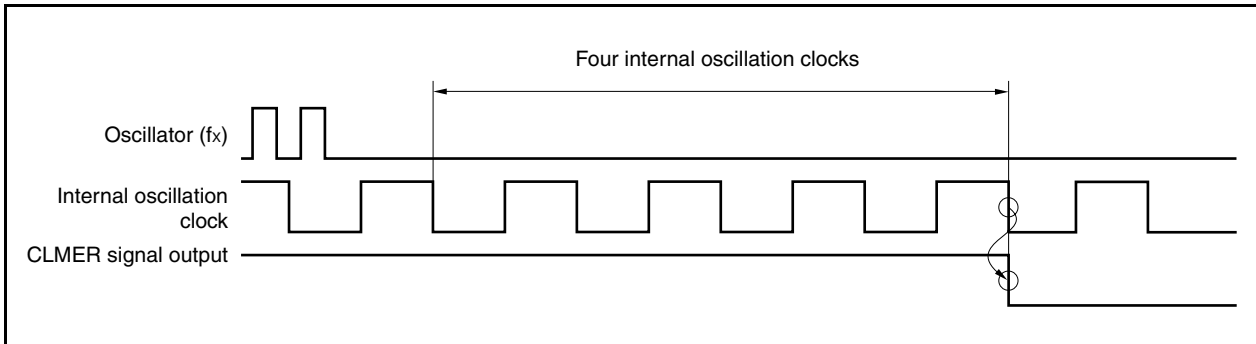 Four internal oscillation clocks
Oscillator (fx)
Internal oscillation
clock
CLMER signal output